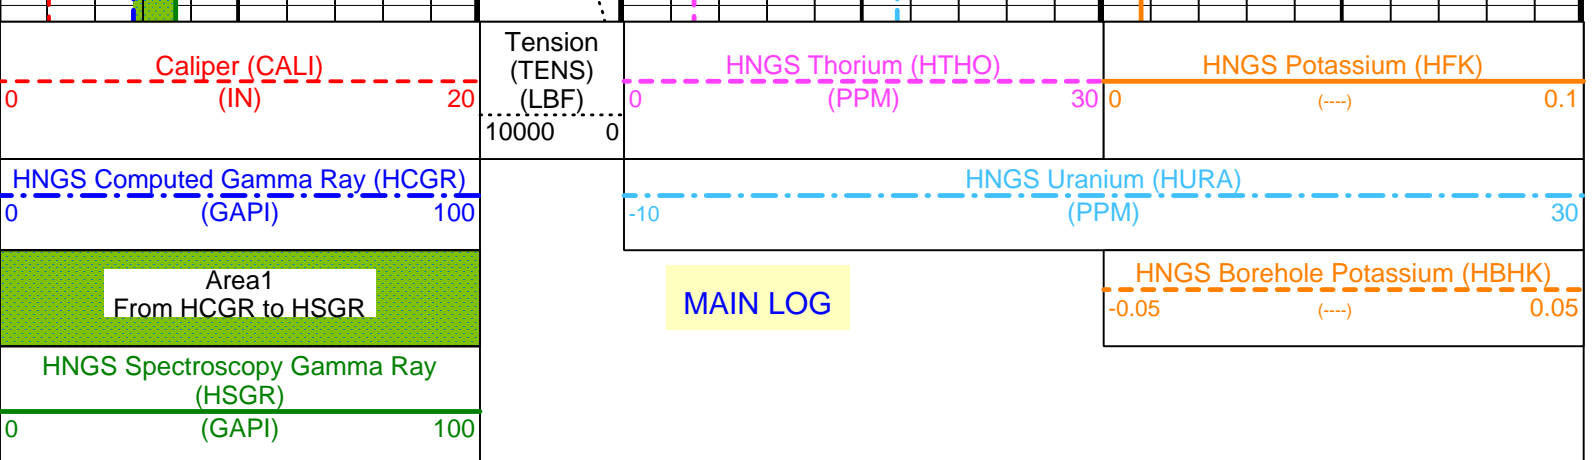 Caliper (CALI)
0 (IN) 20
Tension
(TENS)
(LBF)
10000 0
HNGS Thorium (HTHO)
0 (PPM) 30
HNGS Potassium (HFK)
0 (----) 0.1
HNGS Computed Gamma Ray (HCGR)
0 (GAPI) 100
HNGS Uranium (HURA)
-10 (PPM) 30
Area1
From HCGR to HSGR
MAIN LOG
HNGS Borehole Potassium (HBHK)
-0.05 (----) 0.05
HNGS Spectroscopy Gamma Ray
(HSGR)
0 (GAPI) 100